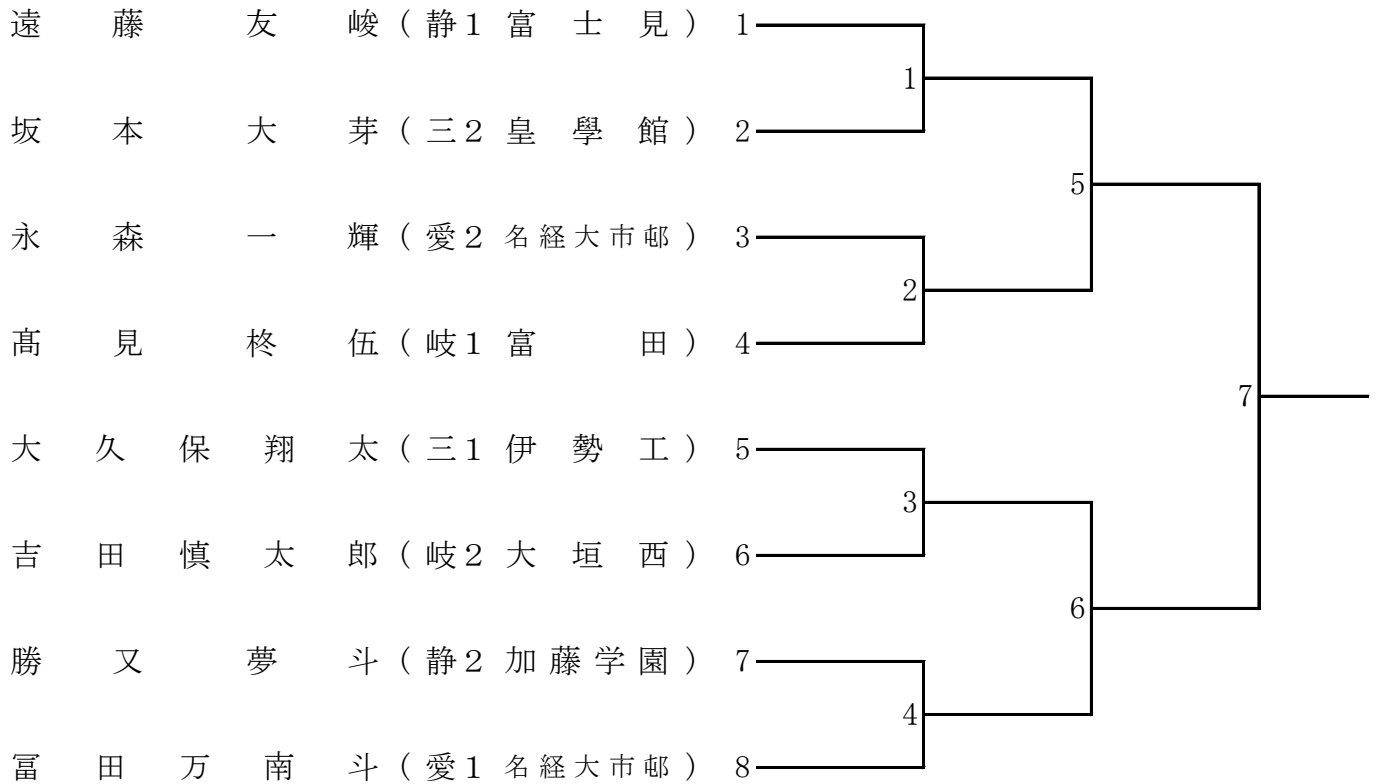 遠藤友峻(静1富士見) 1
1
坂本大芽(三2皇學館) 2
5
永森一輝(愛2名経大市邨) 3
2
髙見柊伍(岐1富田) 4
7
大久保翔太(三1伊勢工) 5
3
吉田慎太郎(岐2大垣西) 6
6
勝又夢斗(静2加藤学園) 7
4
冨田万南斗(愛1名経大市邨) 8